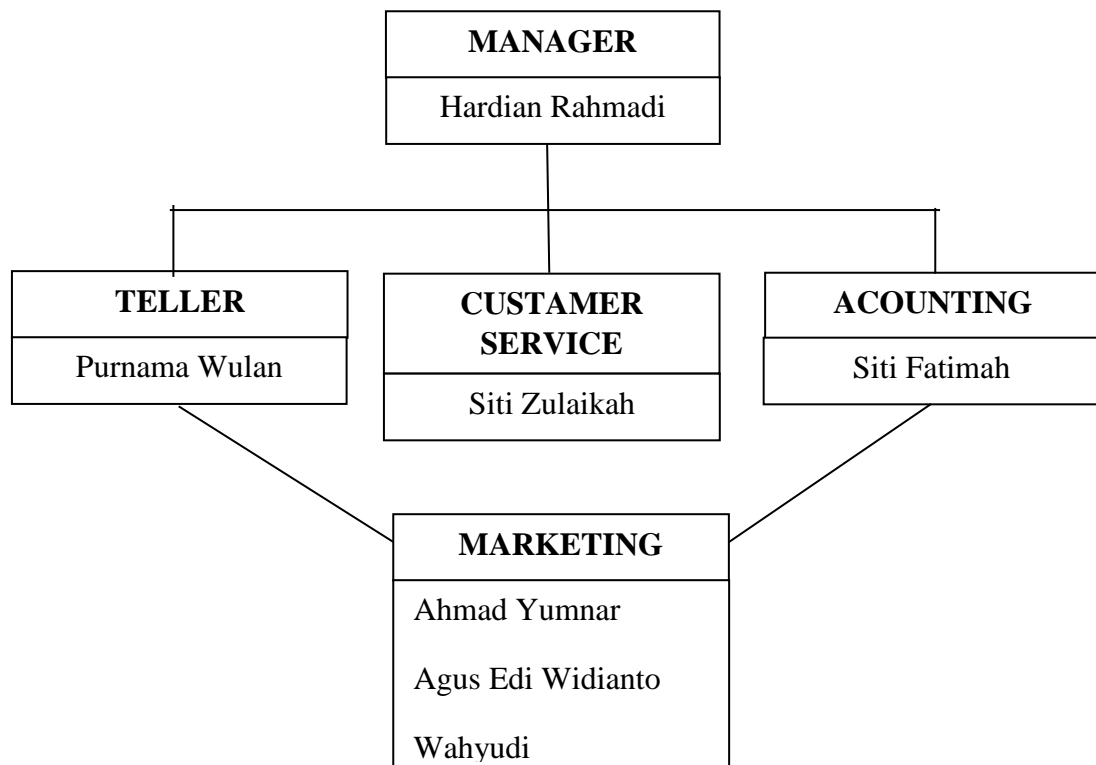 MANAGER
Hardian Rahmadi
TELLER
Purnama Wulan
CUSTAMER
SERVICE
Siti Zulaikah
ACOUNTING
Siti Fatimah
MARKETING
Ahmad Yumnar
Agus Edi Widianto
Wahyudi